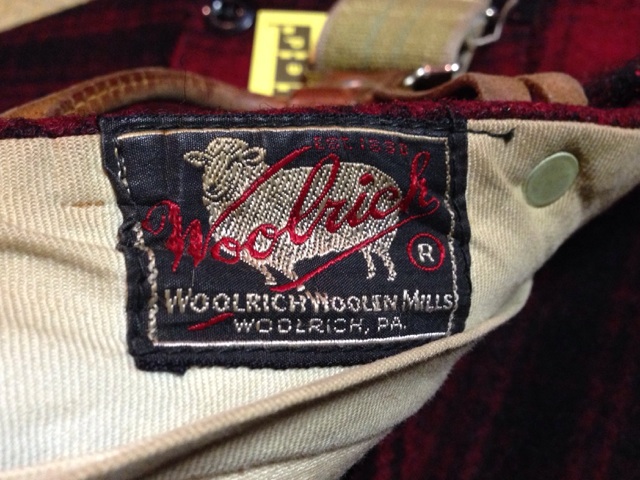 EST. 1830
Woolrich
R
WOOLRICH WOOLEN MILLS
WOOLRICH, PA.